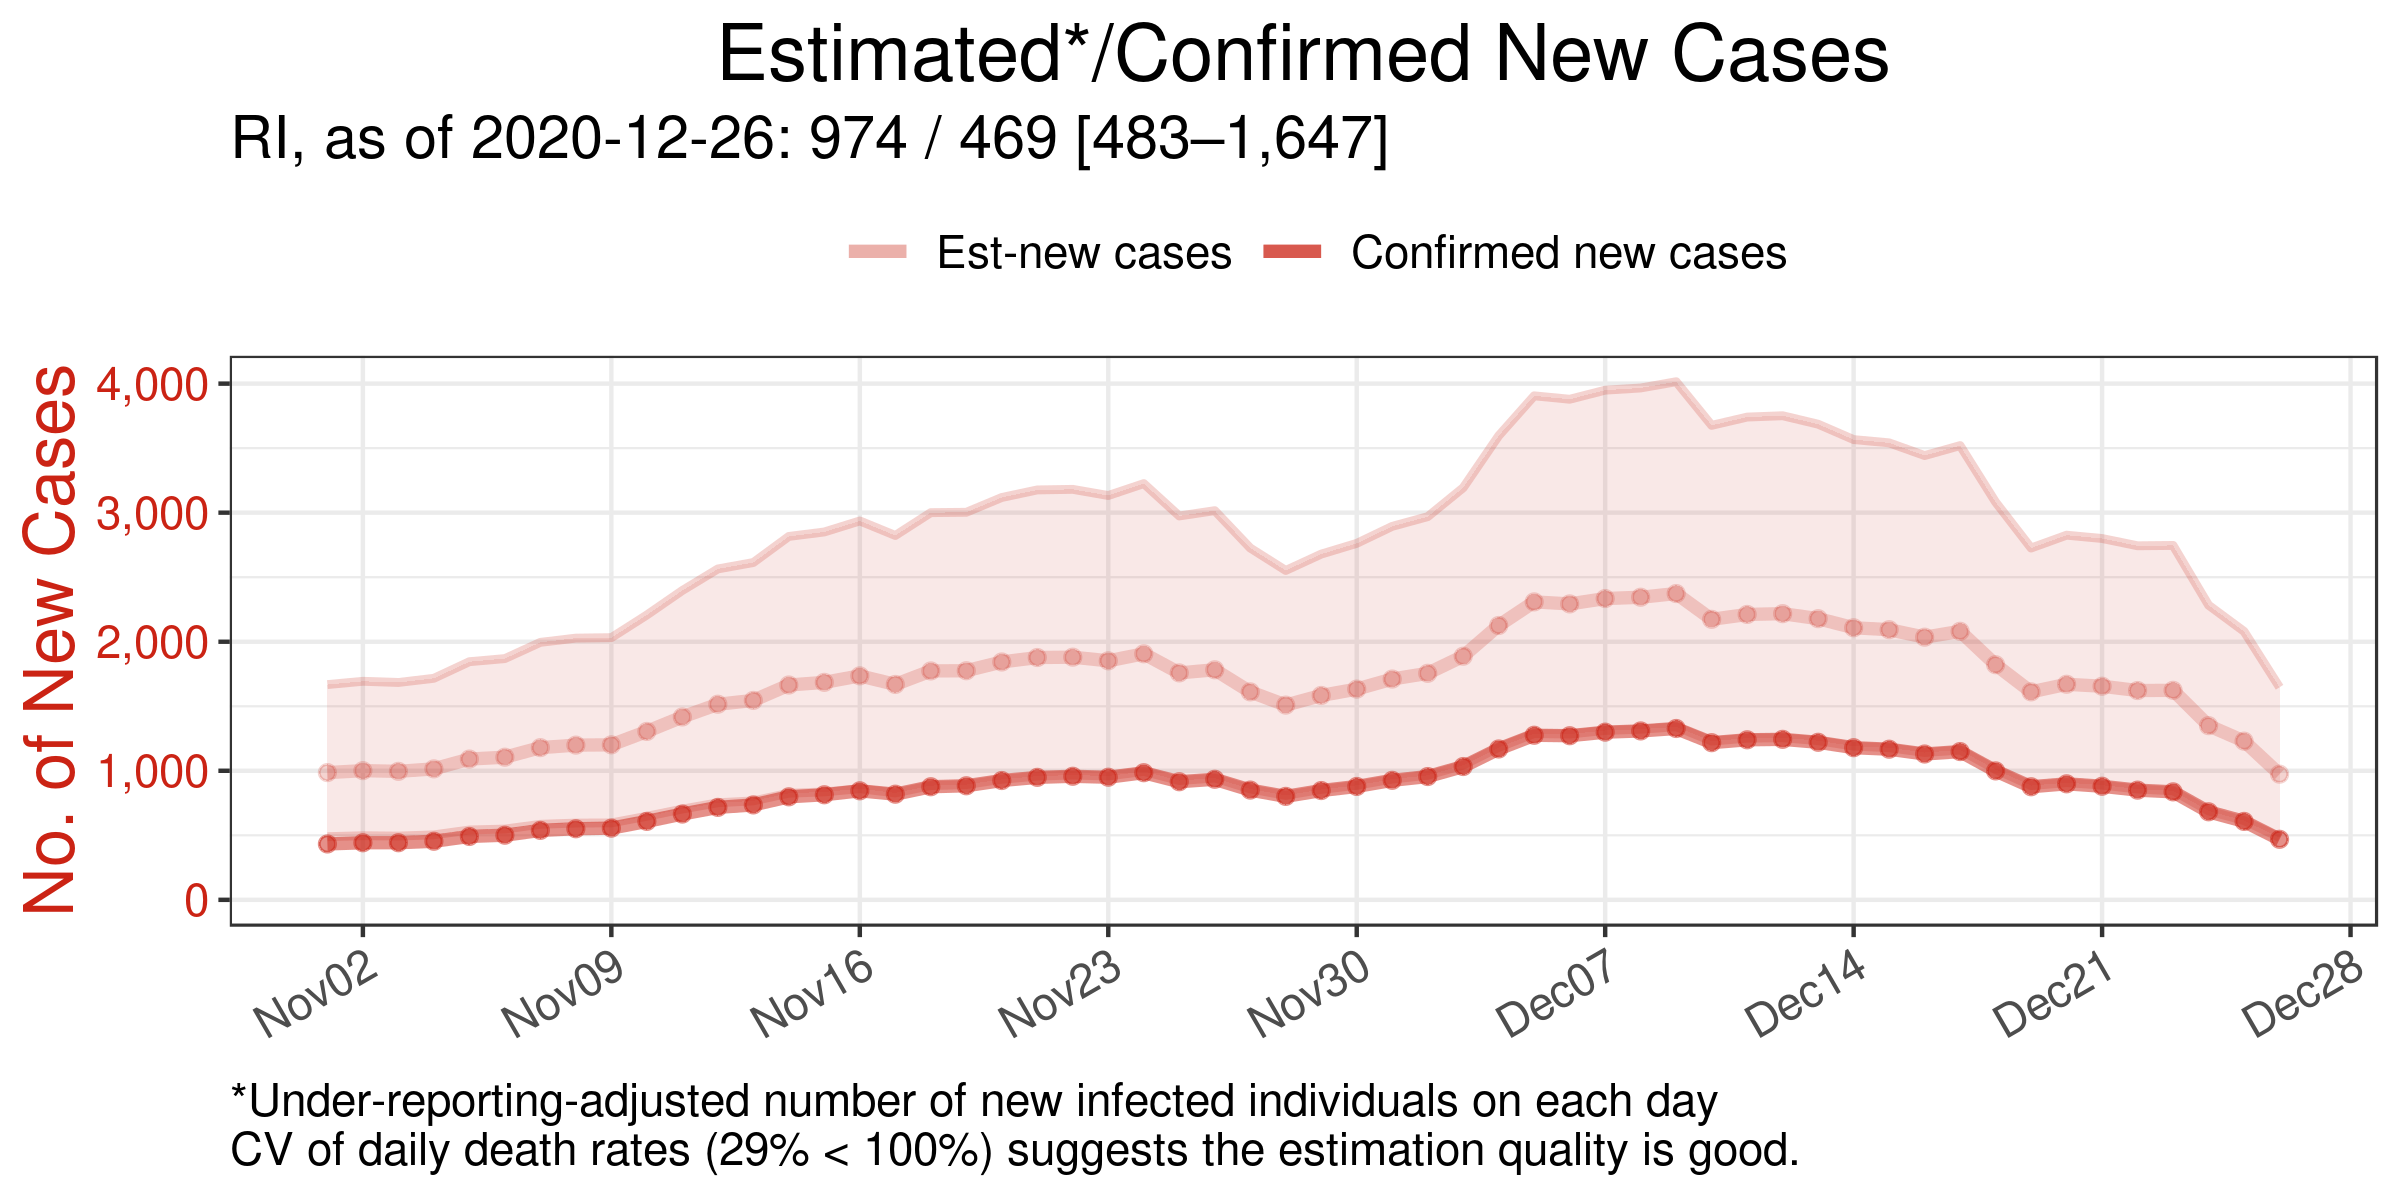 Estimated*/Confirmed New Cases
RI, as of 2020-12-26: 974 / 469 [483–1,647]
Est-new cases
Confirmed new cases
No. of New Cases
4,000
3,000
2,000
1,000
0
Nov02
Nov09
Nov16
Nov23
Nov30
Dec07
Dec14
Dec21
Dec28
*Under-reporting-adjusted number of new infected individuals on each day
CV of daily death rates (29% < 100%) suggests the estimation quality is good.